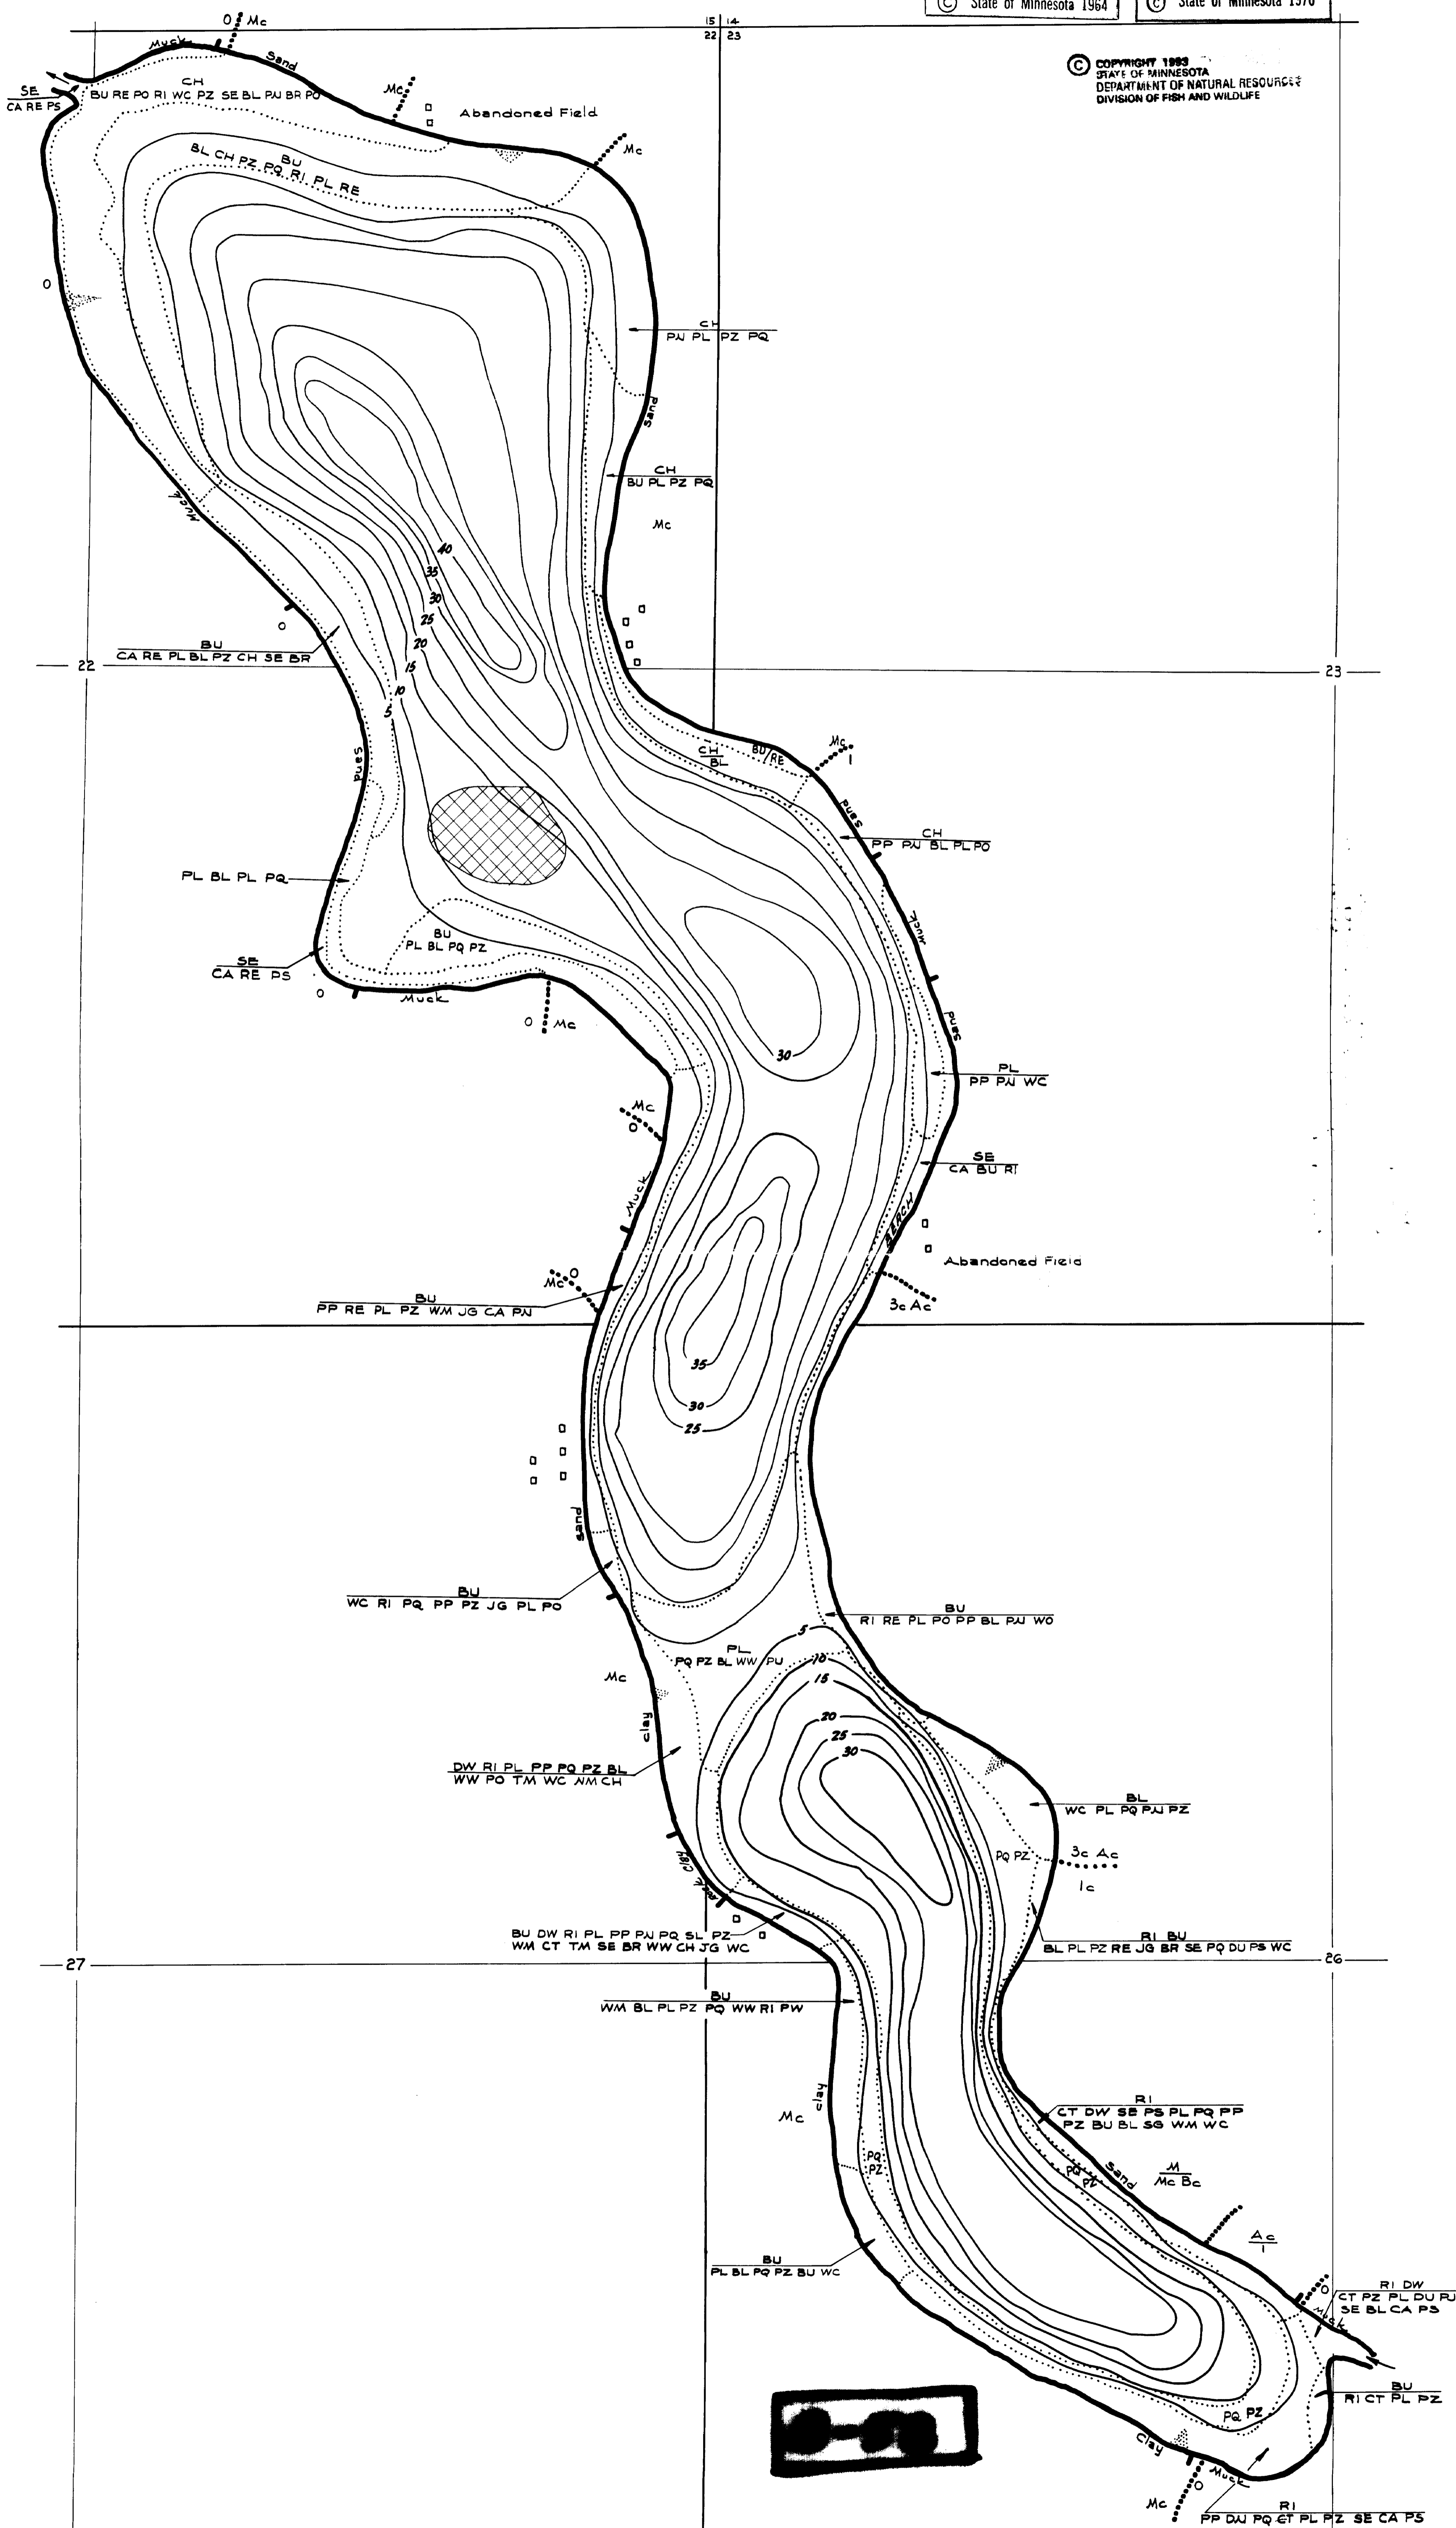 © State of Minnesota 1964
© State of Minnesota 1970
© COPYRIGHT 1993
STATE OF MINNESOTA
DEPARTMENT OF NATURAL RESOURCES
DIVISION OF FISH AND WILDLIFE
15 14
22 23
O Mc
Muck
Sand
SE
CA RE PS
CH
BU RE PO RI WC PZ SE BL PN BR PO
Mc
Abandoned Field
Mc
BU
BL CH PZ PQ RI PL RE
O
CH
PN PL PZ PQ
Sand
CH
BU PL PZ PQ
Muck
Mc
40
35
30
25
20
15
10
5
O
BU
CA RE PL BL PZ CH SE BR
22
23
Sand
CH
BL
BU/RE
Mc
1
Sand
CH
PP PN BL PL PO
PL BL PL PQ
Muck
BU
PL BL PQ PZ
SE
CA RE PS
O
Muck
O Mc
Sand
30
PL
PP PN WC
Mc
O
SE
CA BU RI
Muck
BEACH
Abandoned Field
Mc O
3c Ac
BU
PP RE PL PZ WM JG CA PN
35
30
25
Sand
BU
WC RI PQ PP PZ JG PL PO
BU
RI RE PL PO PP BL PN WO
5
PL
PQ PZ BL WW PU
10
Mc
15
20
25
30
Clay
DW RI PL PP PQ PZ BL
WW PO TM WC NM CH
BL
WC PL PQ PN PZ
PQ PZ
3c Ac
1c
BU DW RI PL PP PN PQ SL PZ
WM CT TM SE BR WW CH JG WC
RI BU
BL PL PZ RE JG BR SE PQ DU PS WC
27
26
BU
WM BL PL PZ PQ WW RI PW
Clay
Mc
RI
CT DW SE PS PL PQ PP
PZ BU BL SG WM WC
PQ
PZ
PQ
PZ
Sand
M
Mc Bc
Ac
1
BU
PL BL PQ PZ BU WC
O
RI DW
CT PZ PL DU PU
SE BL CA PS
Muck
BU
RI CT PL PZ
PQ PZ
Clay
Muck
O
Mc
RI
PP DW PQ CT PL PZ SE CA PS